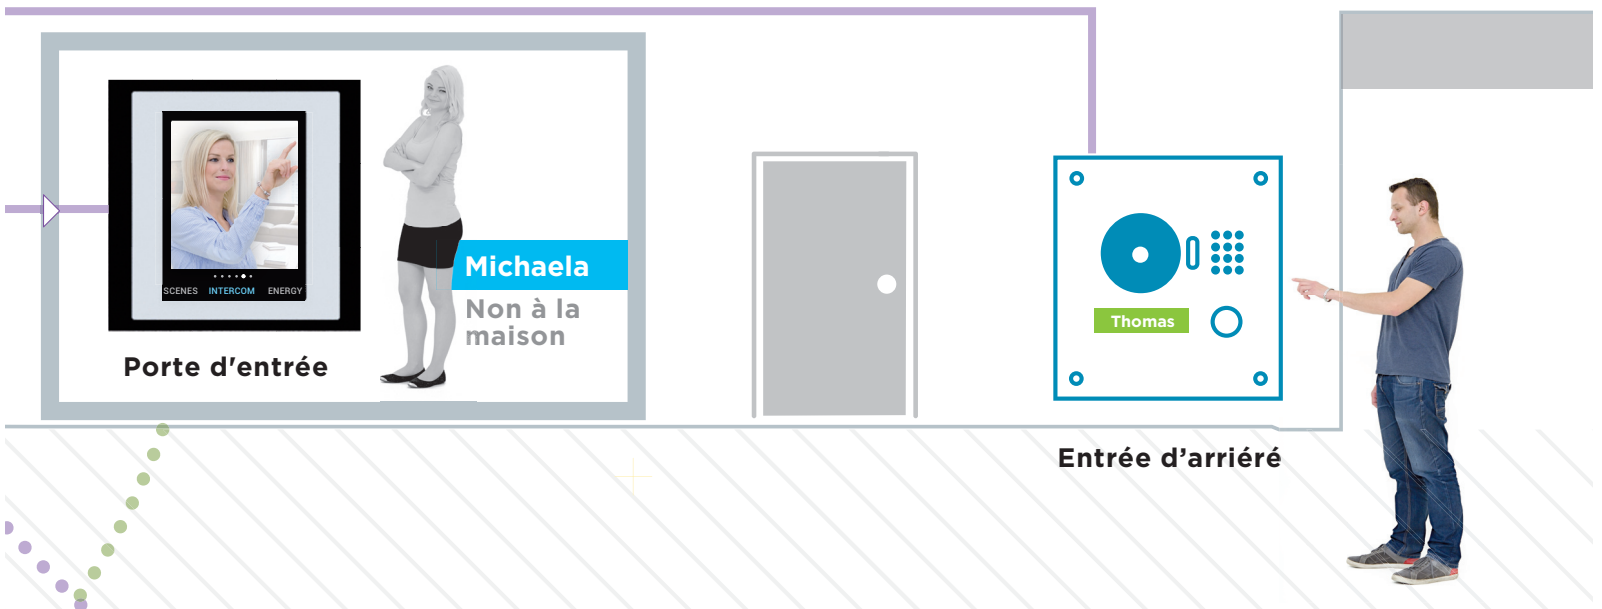 SCENES INTERCOM ENERGY
Porte d'entrée
Michaela
Non à la
maison
Thomas
Entrée d’arriéré